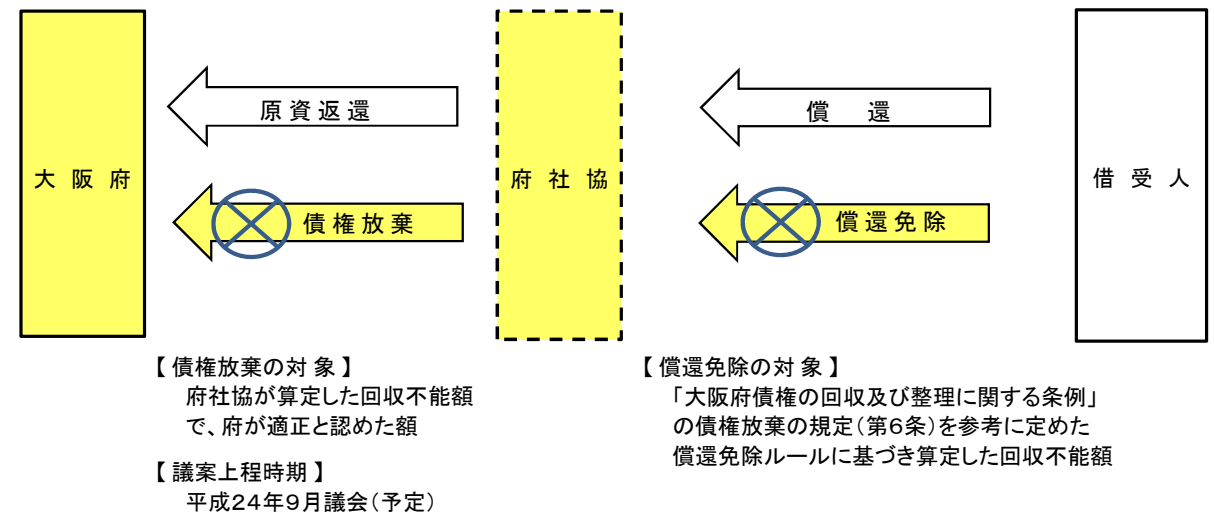 原資返還
償 還
大阪府
府社協
借受人
債権放棄
償還免除
【債権放棄の対象】
府社協が算定した回収不能額
で、府が適正と認めた額
【議案上程時期】
平成24年9月議会(予定)
【償還免除の対象】
「大阪府債権の回収及び整理に関する条例」
の債権放棄の規定(第6条)を参考に定めた
償還免除ルールに基づき算定した回収不能額